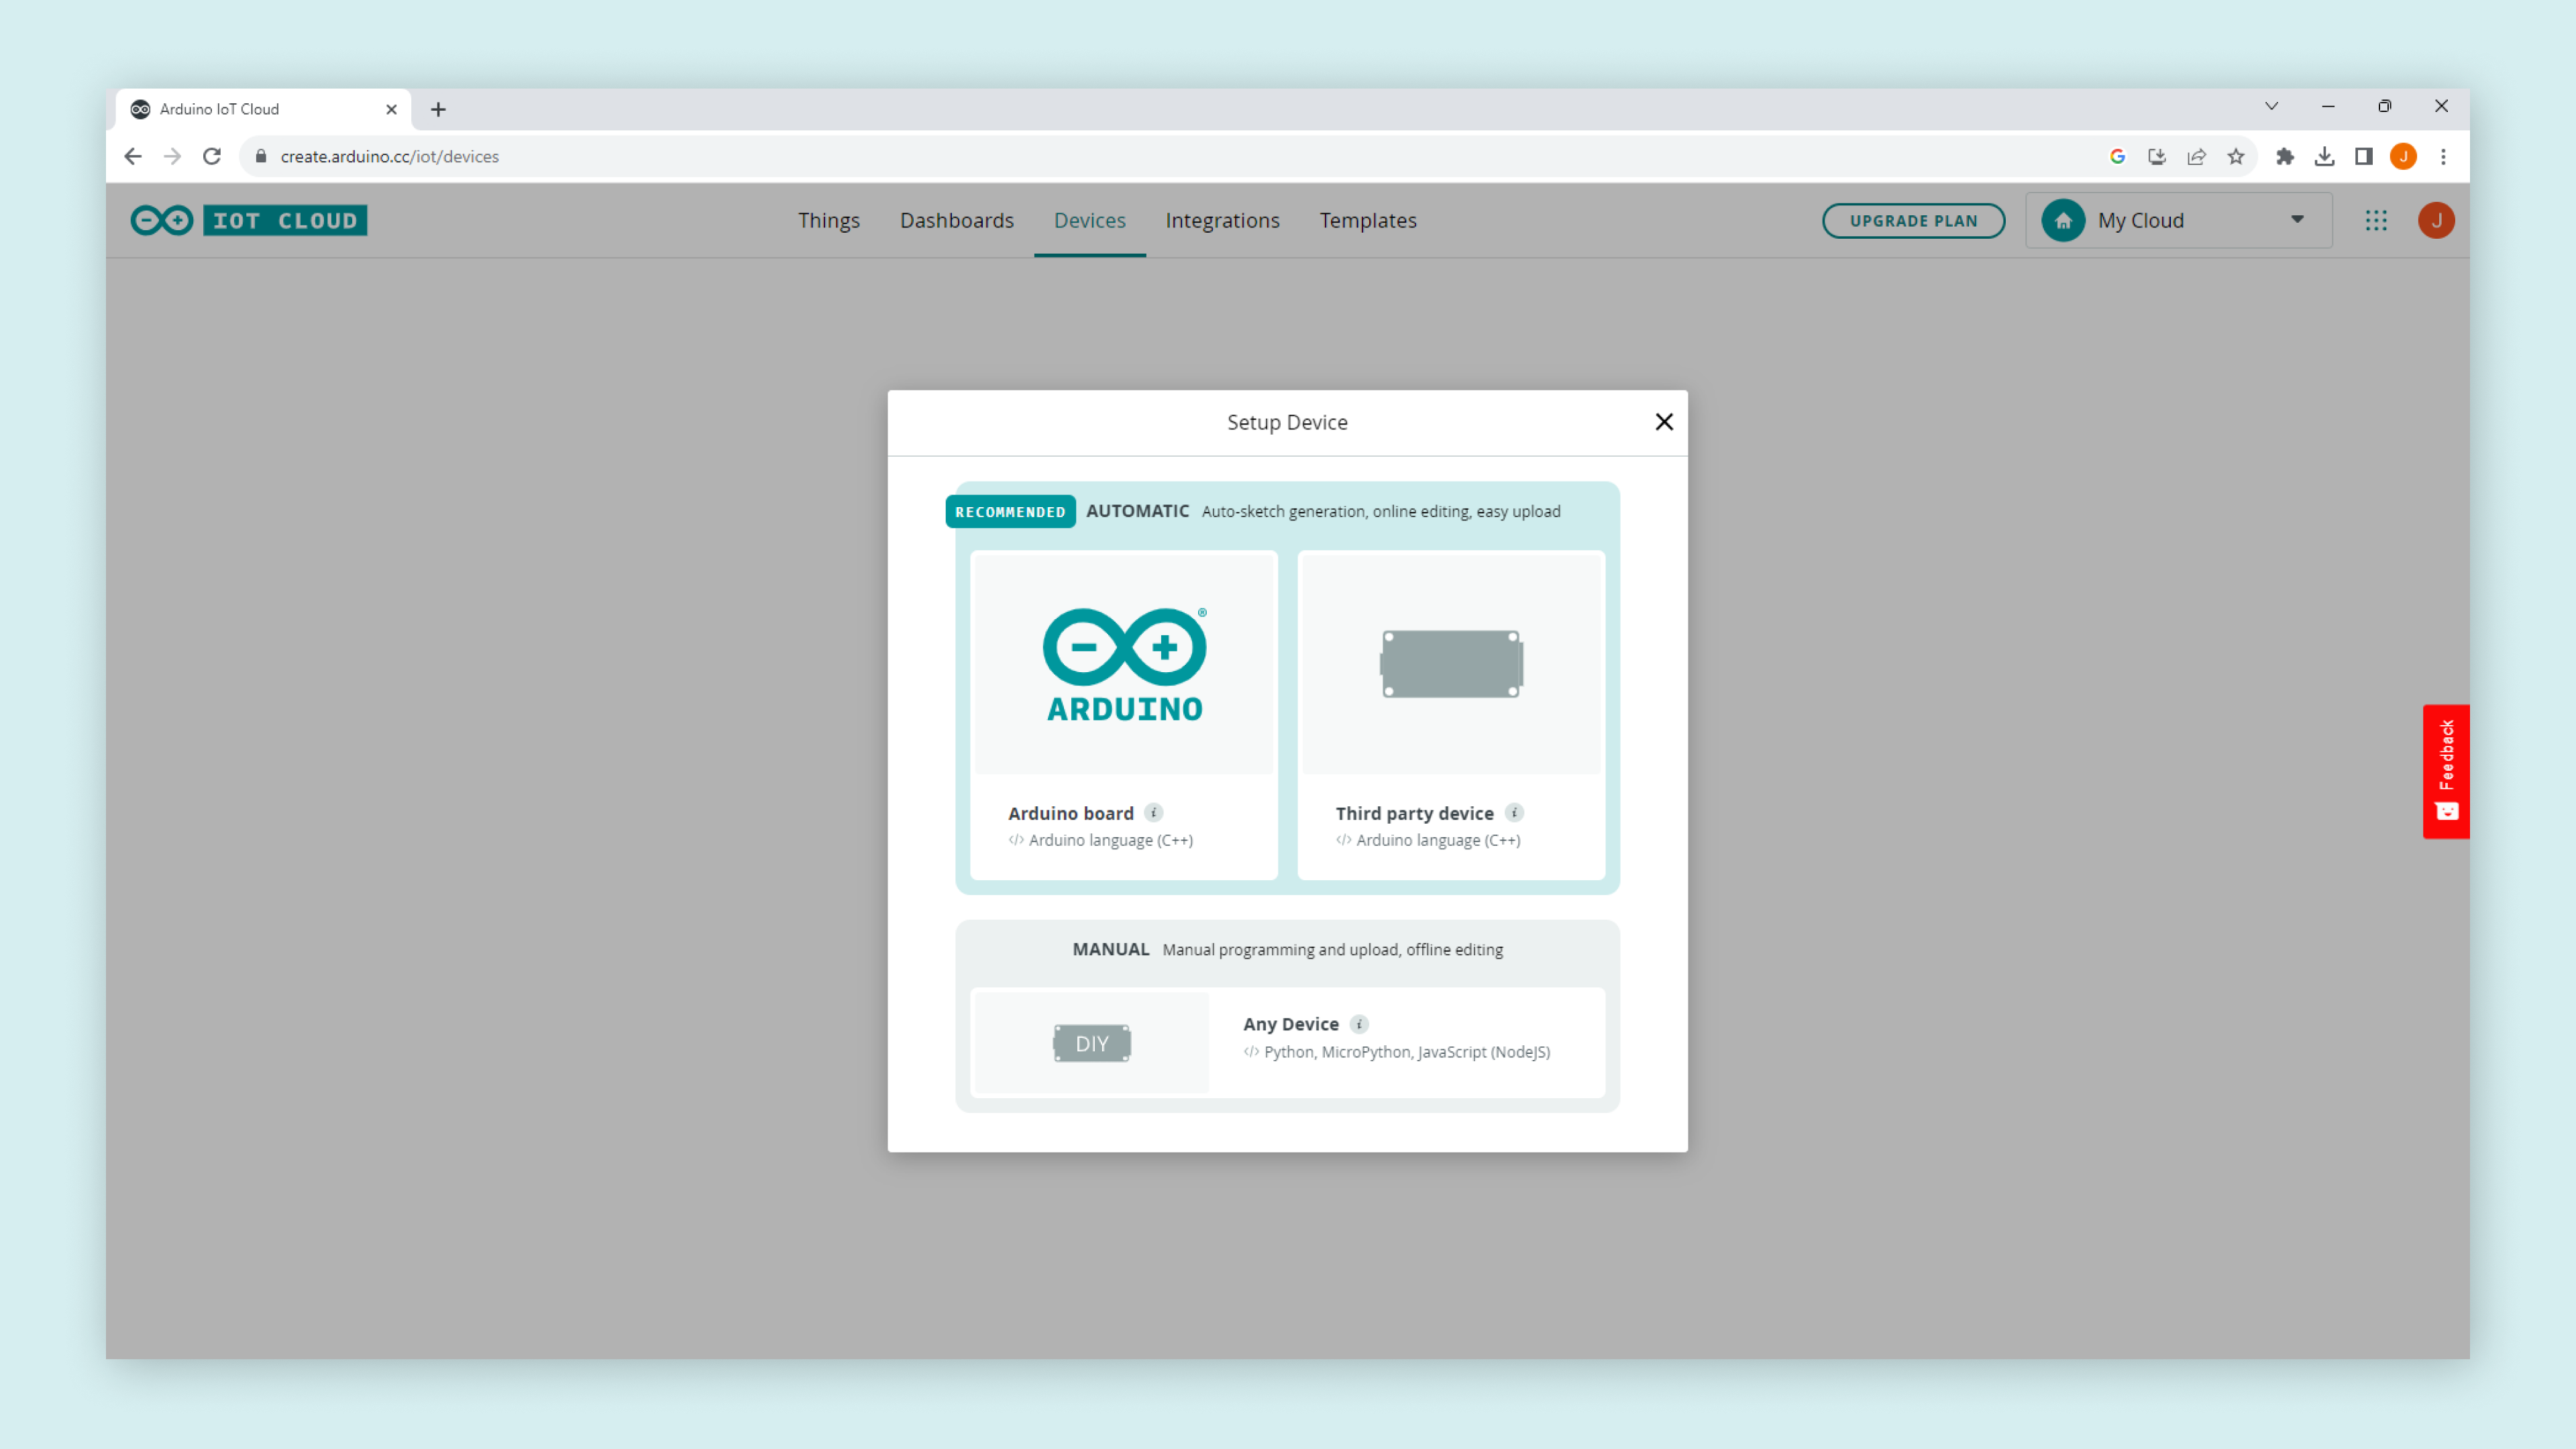 Arduino IoT Cloud
create.arduino.cc/iot/devices
J
IOT CLOUD
Things
Dashboards
Devices
Integrations
Templates
UPGRADE PLAN
My Cloud
J
Setup Device
RECOMMENDED AUTOMATIC Auto-sketch generation, online editing, easy upload
®
ARDUINO
Arduino board i
</> Arduino language (C++)
Third party device i
</> Arduino language (C++)
MANUAL Manual programming and upload, offline editing
DIY
Any Device i
</> Python, MicroPython, JavaScript (NodeJS)
Feedback